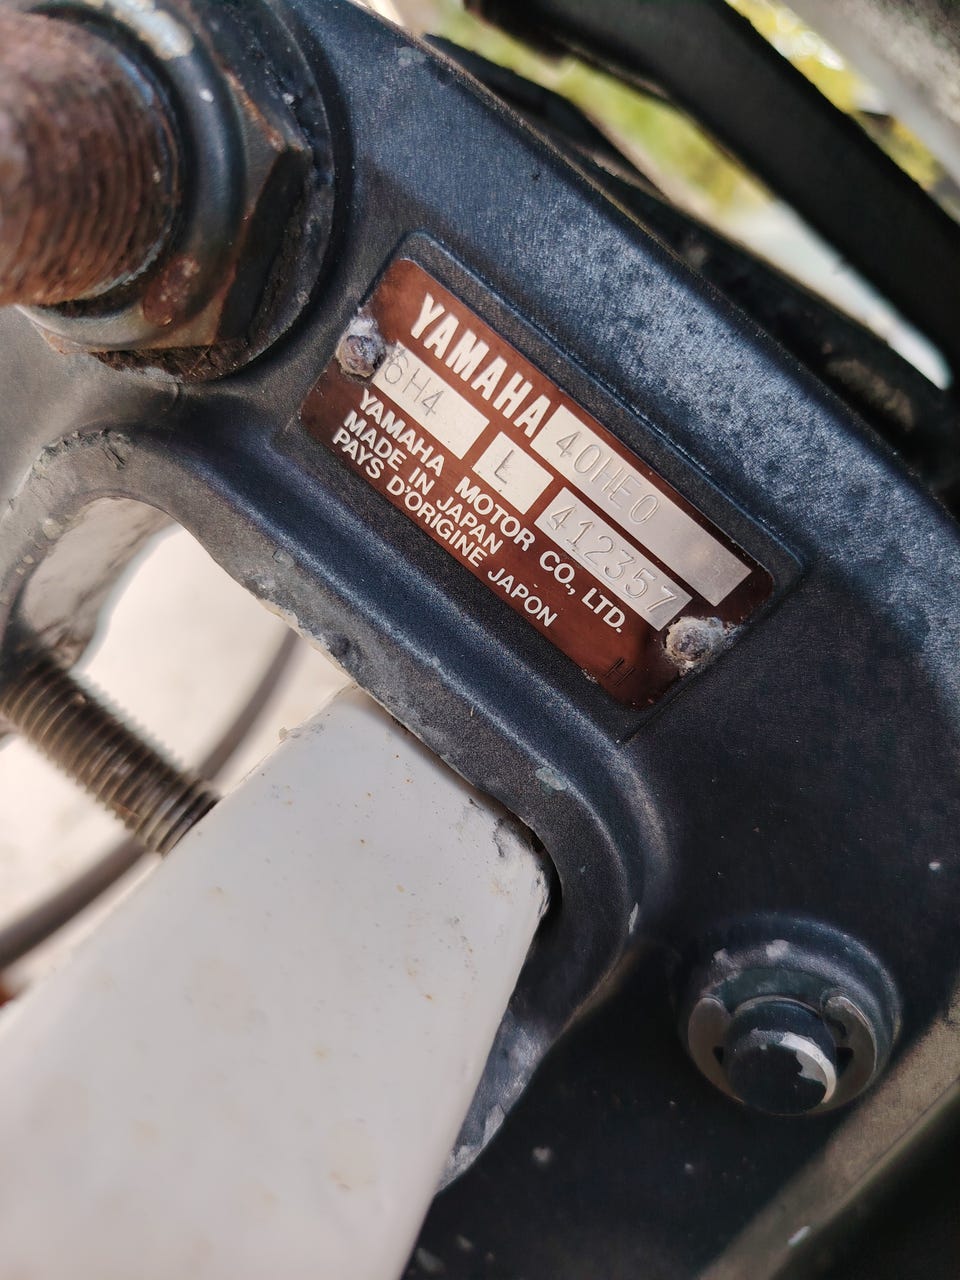 YAMAHA 40HEO
6H4 L 412357
YAMAHA MOTOR CO., LTD.
MADE IN JAPAN
PAYS D'ORIGINE JAPON
H